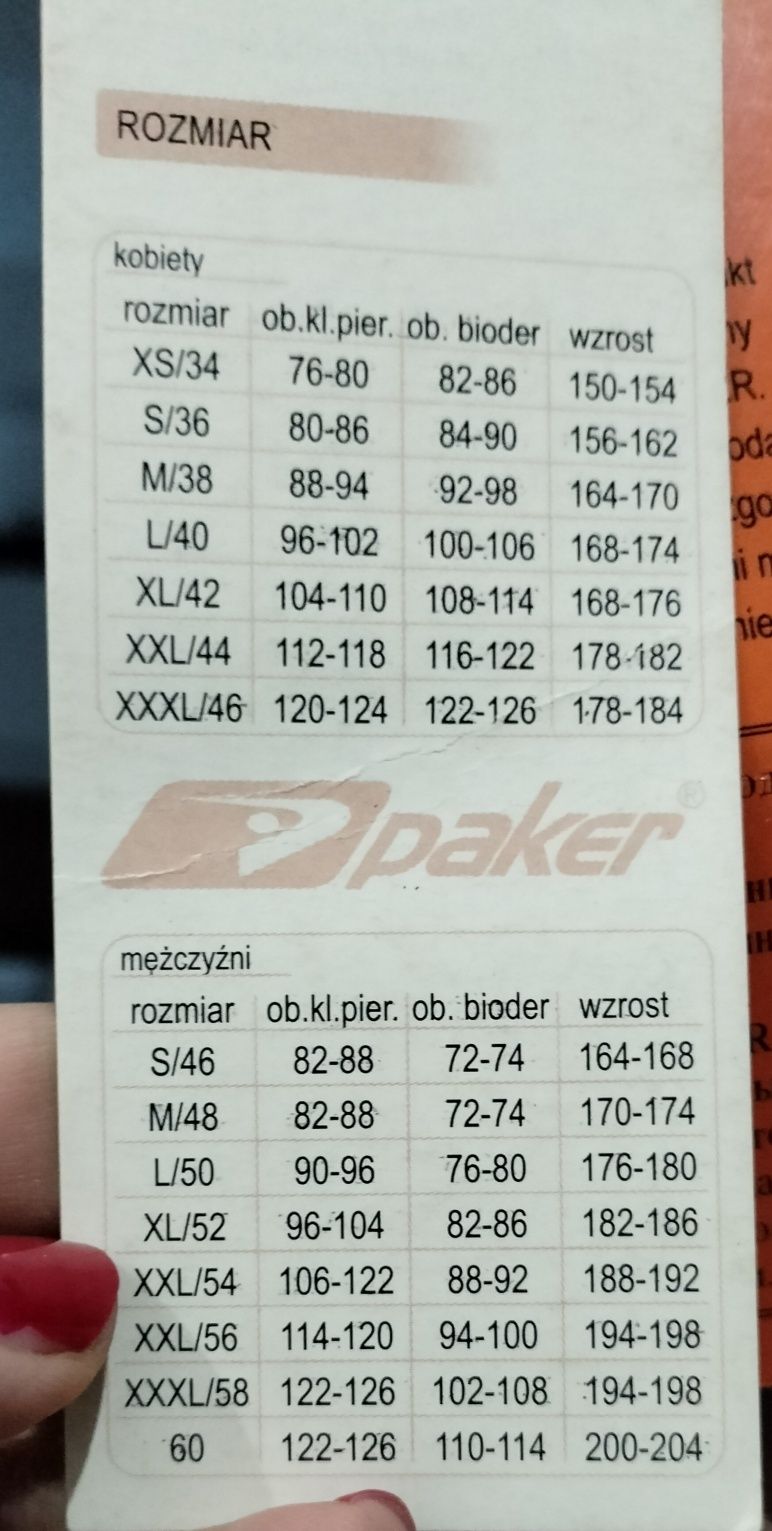 ROZMIAR
kobiety
rozmiar ob.kl.pier. ob. bioder wzrost
XS/34 76-80 82-86 150-154
S/36 80-86 84-90 156-162
M/38 88-94 92-98 164-170
L/40 96-102 100-106 168-174
XL/42 104-110 108-114 168-176
XXL/44 112-118 116-122 178-182
XXXL/46 120-124 122-126 178-184
paker ®
mężczyźni
rozmiar ob.kl.pier. ob. bioder wzrost
S/46 82-88 72-74 164-168
M/48 82-88 72-74 170-174
L/50 90-96 76-80 176-180
XL/52 96-104 82-86 182-186
XXL/54 106-122 88-92 188-192
XXL/56 114-120 94-100 194-198
XXXL/58 122-126 102-108 194-198
60 122-126 110-114 200-204